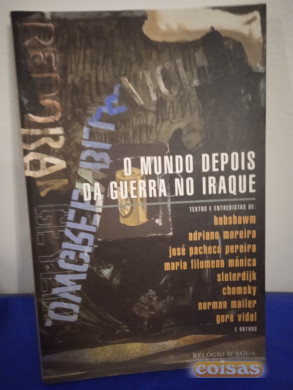 O MUNDO DEPOIS
DA GUERRA NO IRAQUE
TEXTOS E ENTREVISTAS DE:
hobsbawm
adriano moreira
josé pacheco pereira
maria filomena mónica
sloterdijk
chomsky
norman mailer
gore vidal
E OUTROS
RELÓGIO D'ÁGUA
coisas